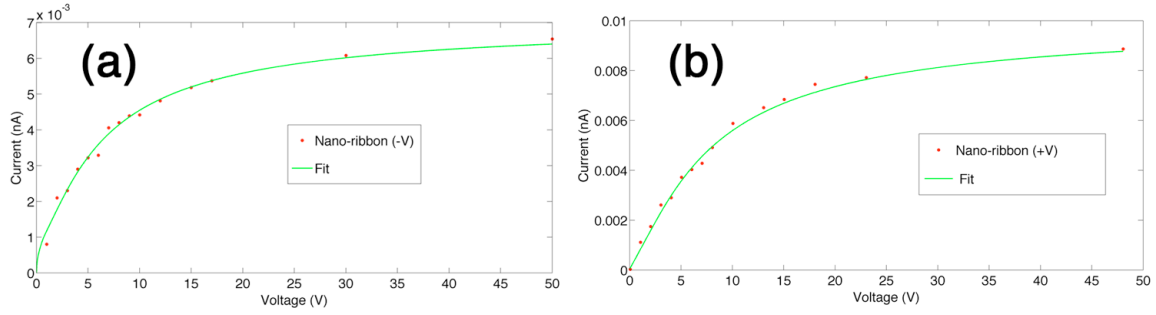 7 x 10⁻³
(a)
6
5
4
3
2
1
0
Current (nA)
Nano-ribbon (-V)
Fit
0 5 10 15 20 25 30 35 40 45 50
Voltage (V)
0.01
(b)
0.008
0.006
0.004
0.002
0
Current (nA)
Nano-ribbon (+V)
Fit
0 5 10 15 20 25 30 35 40 45 50
Voltage (V)